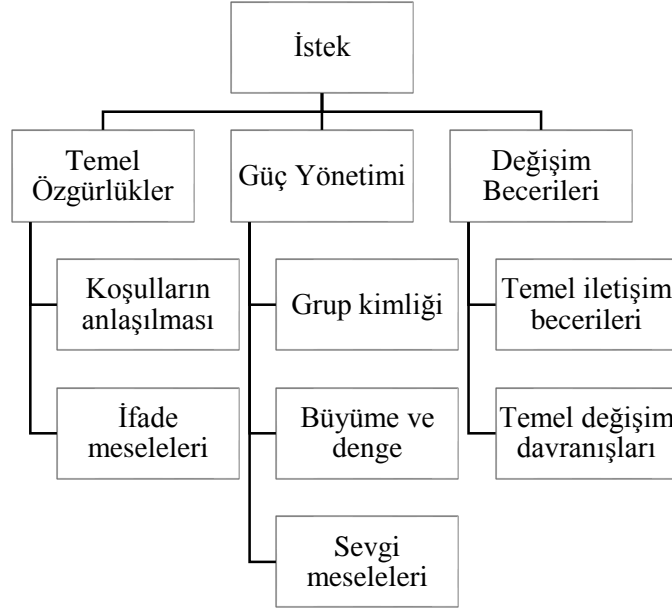 İstek
Temel
Özgürlükler
Güç Yönetimi
Değişim
Becerileri
Koşulların
anlaşılması
Grup kimliği
Temel iletişim
becerileri
İfade
meseleleri
Büyüme ve
denge
Temel değişim
davranışları
Sevgi
meseleleri